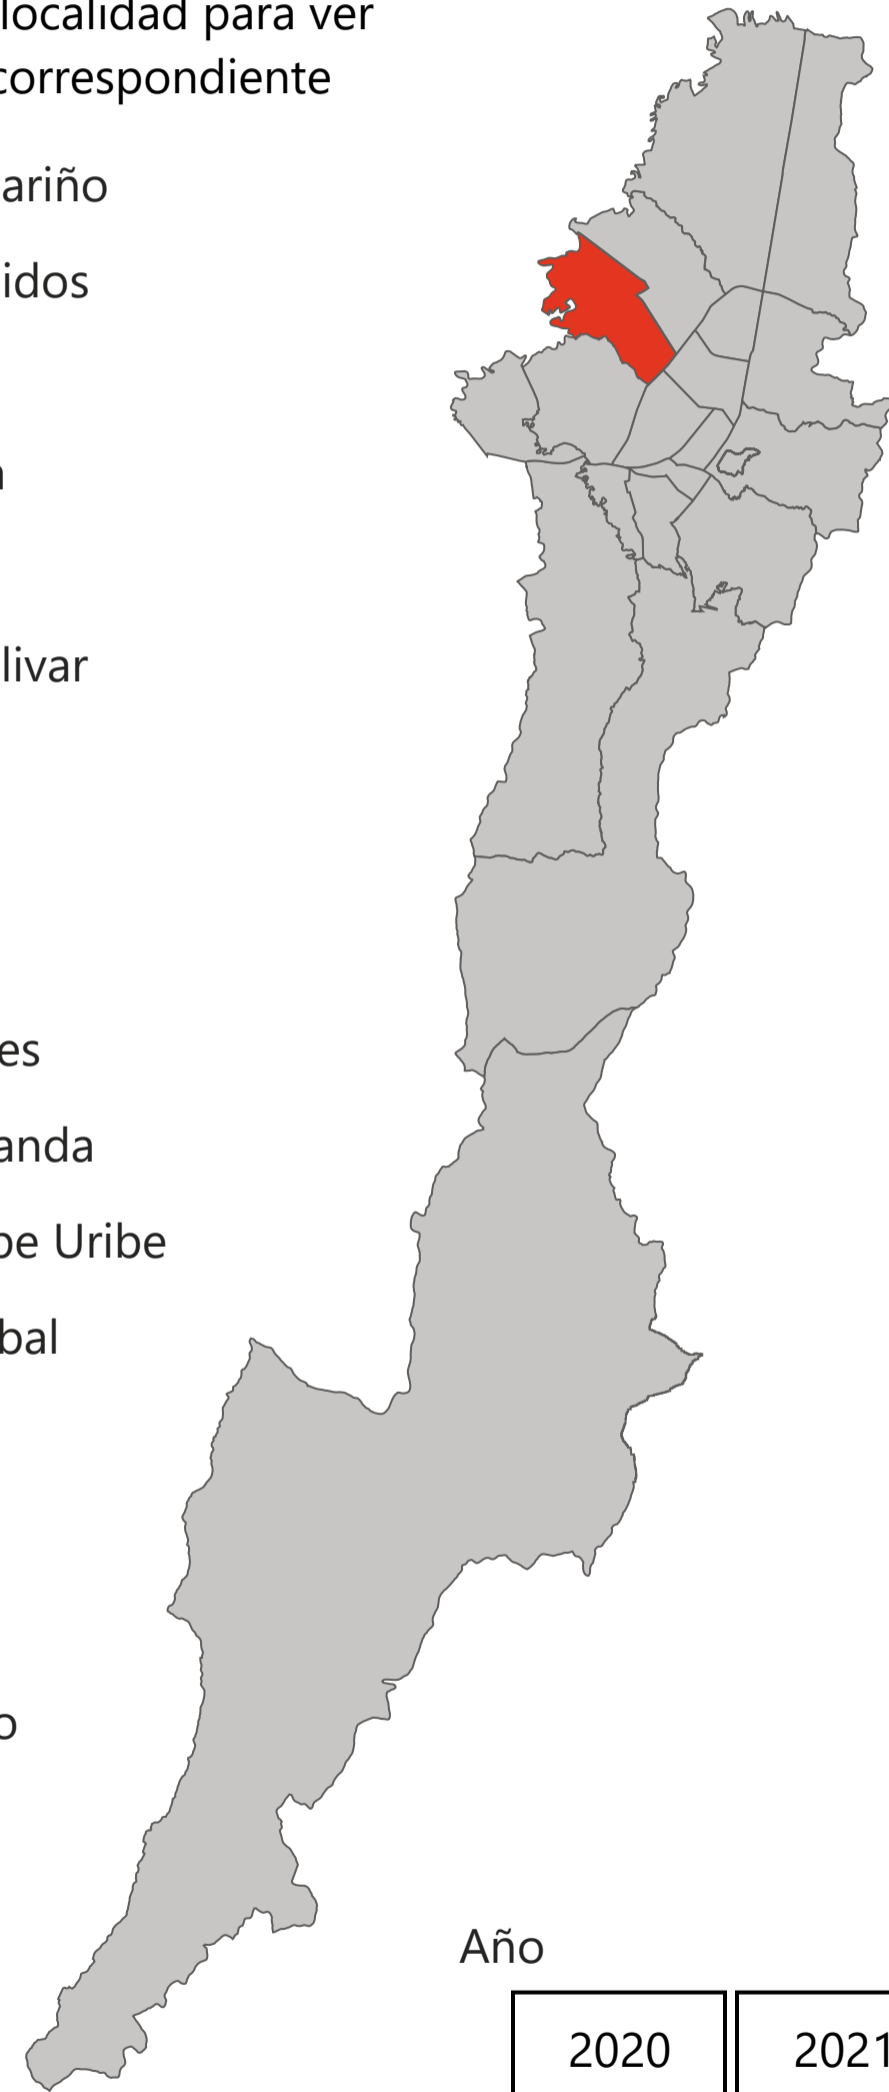 localidad para ver
correspondiente
ariño
idos
livar
es
anda
be Uribe
bal
o
Año
2020
2021